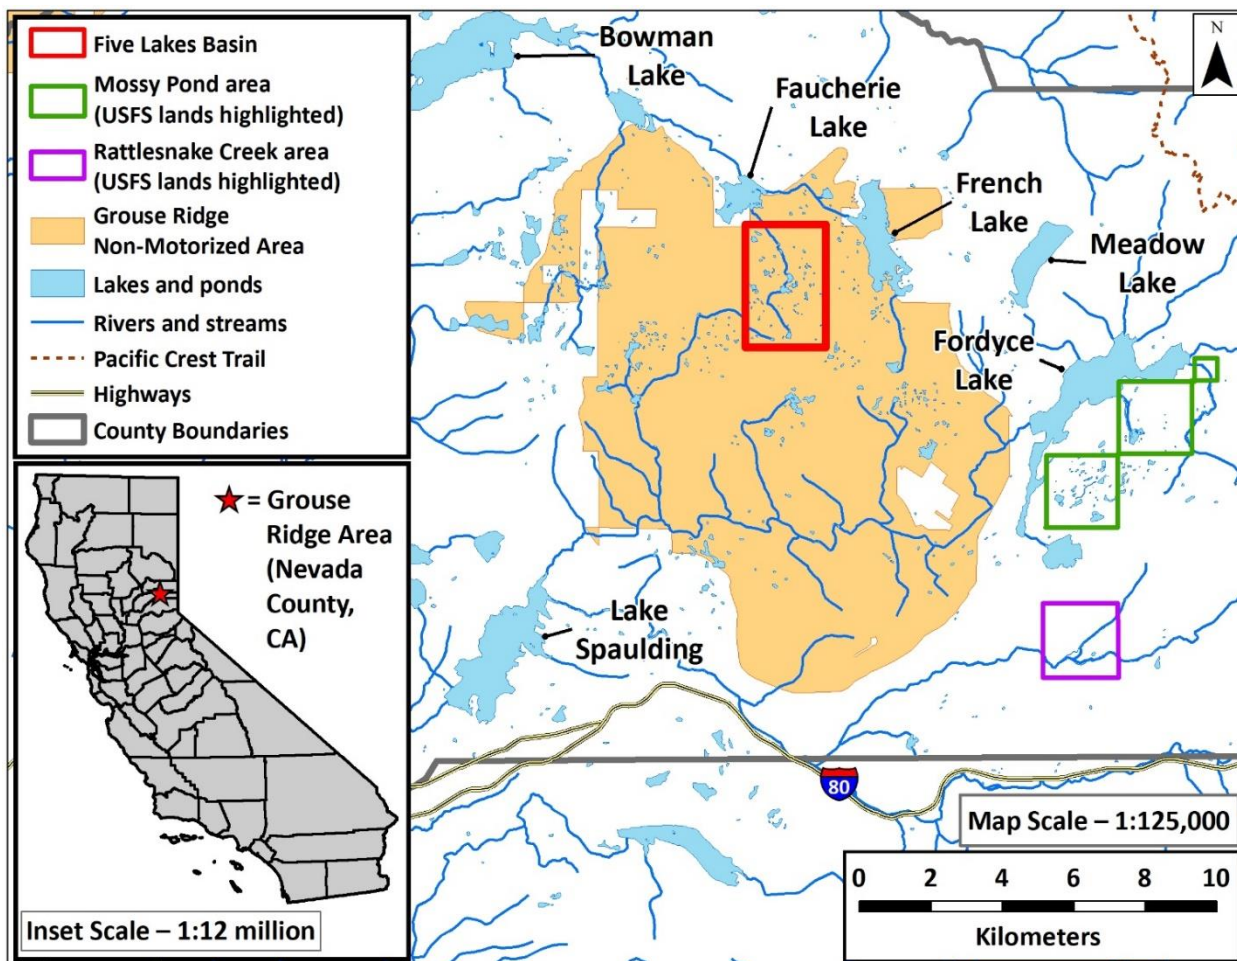 Five Lakes Basin
Mossy Pond area
(USFS lands highlighted)
Rattlesnake Creek area
(USFS lands highlighted)
Grouse Ridge
Non-Motorized Area
Lakes and ponds
Rivers and streams
Pacific Crest Trail
Highways
County Boundaries
= Grouse
Ridge Area
(Nevada
County,
CA)
Inset Scale – 1:12 million
Bowman
Lake
Faucherie
Lake
French
Lake
Meadow
Lake
Fordyce
Lake
Lake
Spaulding
N
80
Map Scale – 1:125,000
0 2 4 6 8 10
Kilometers